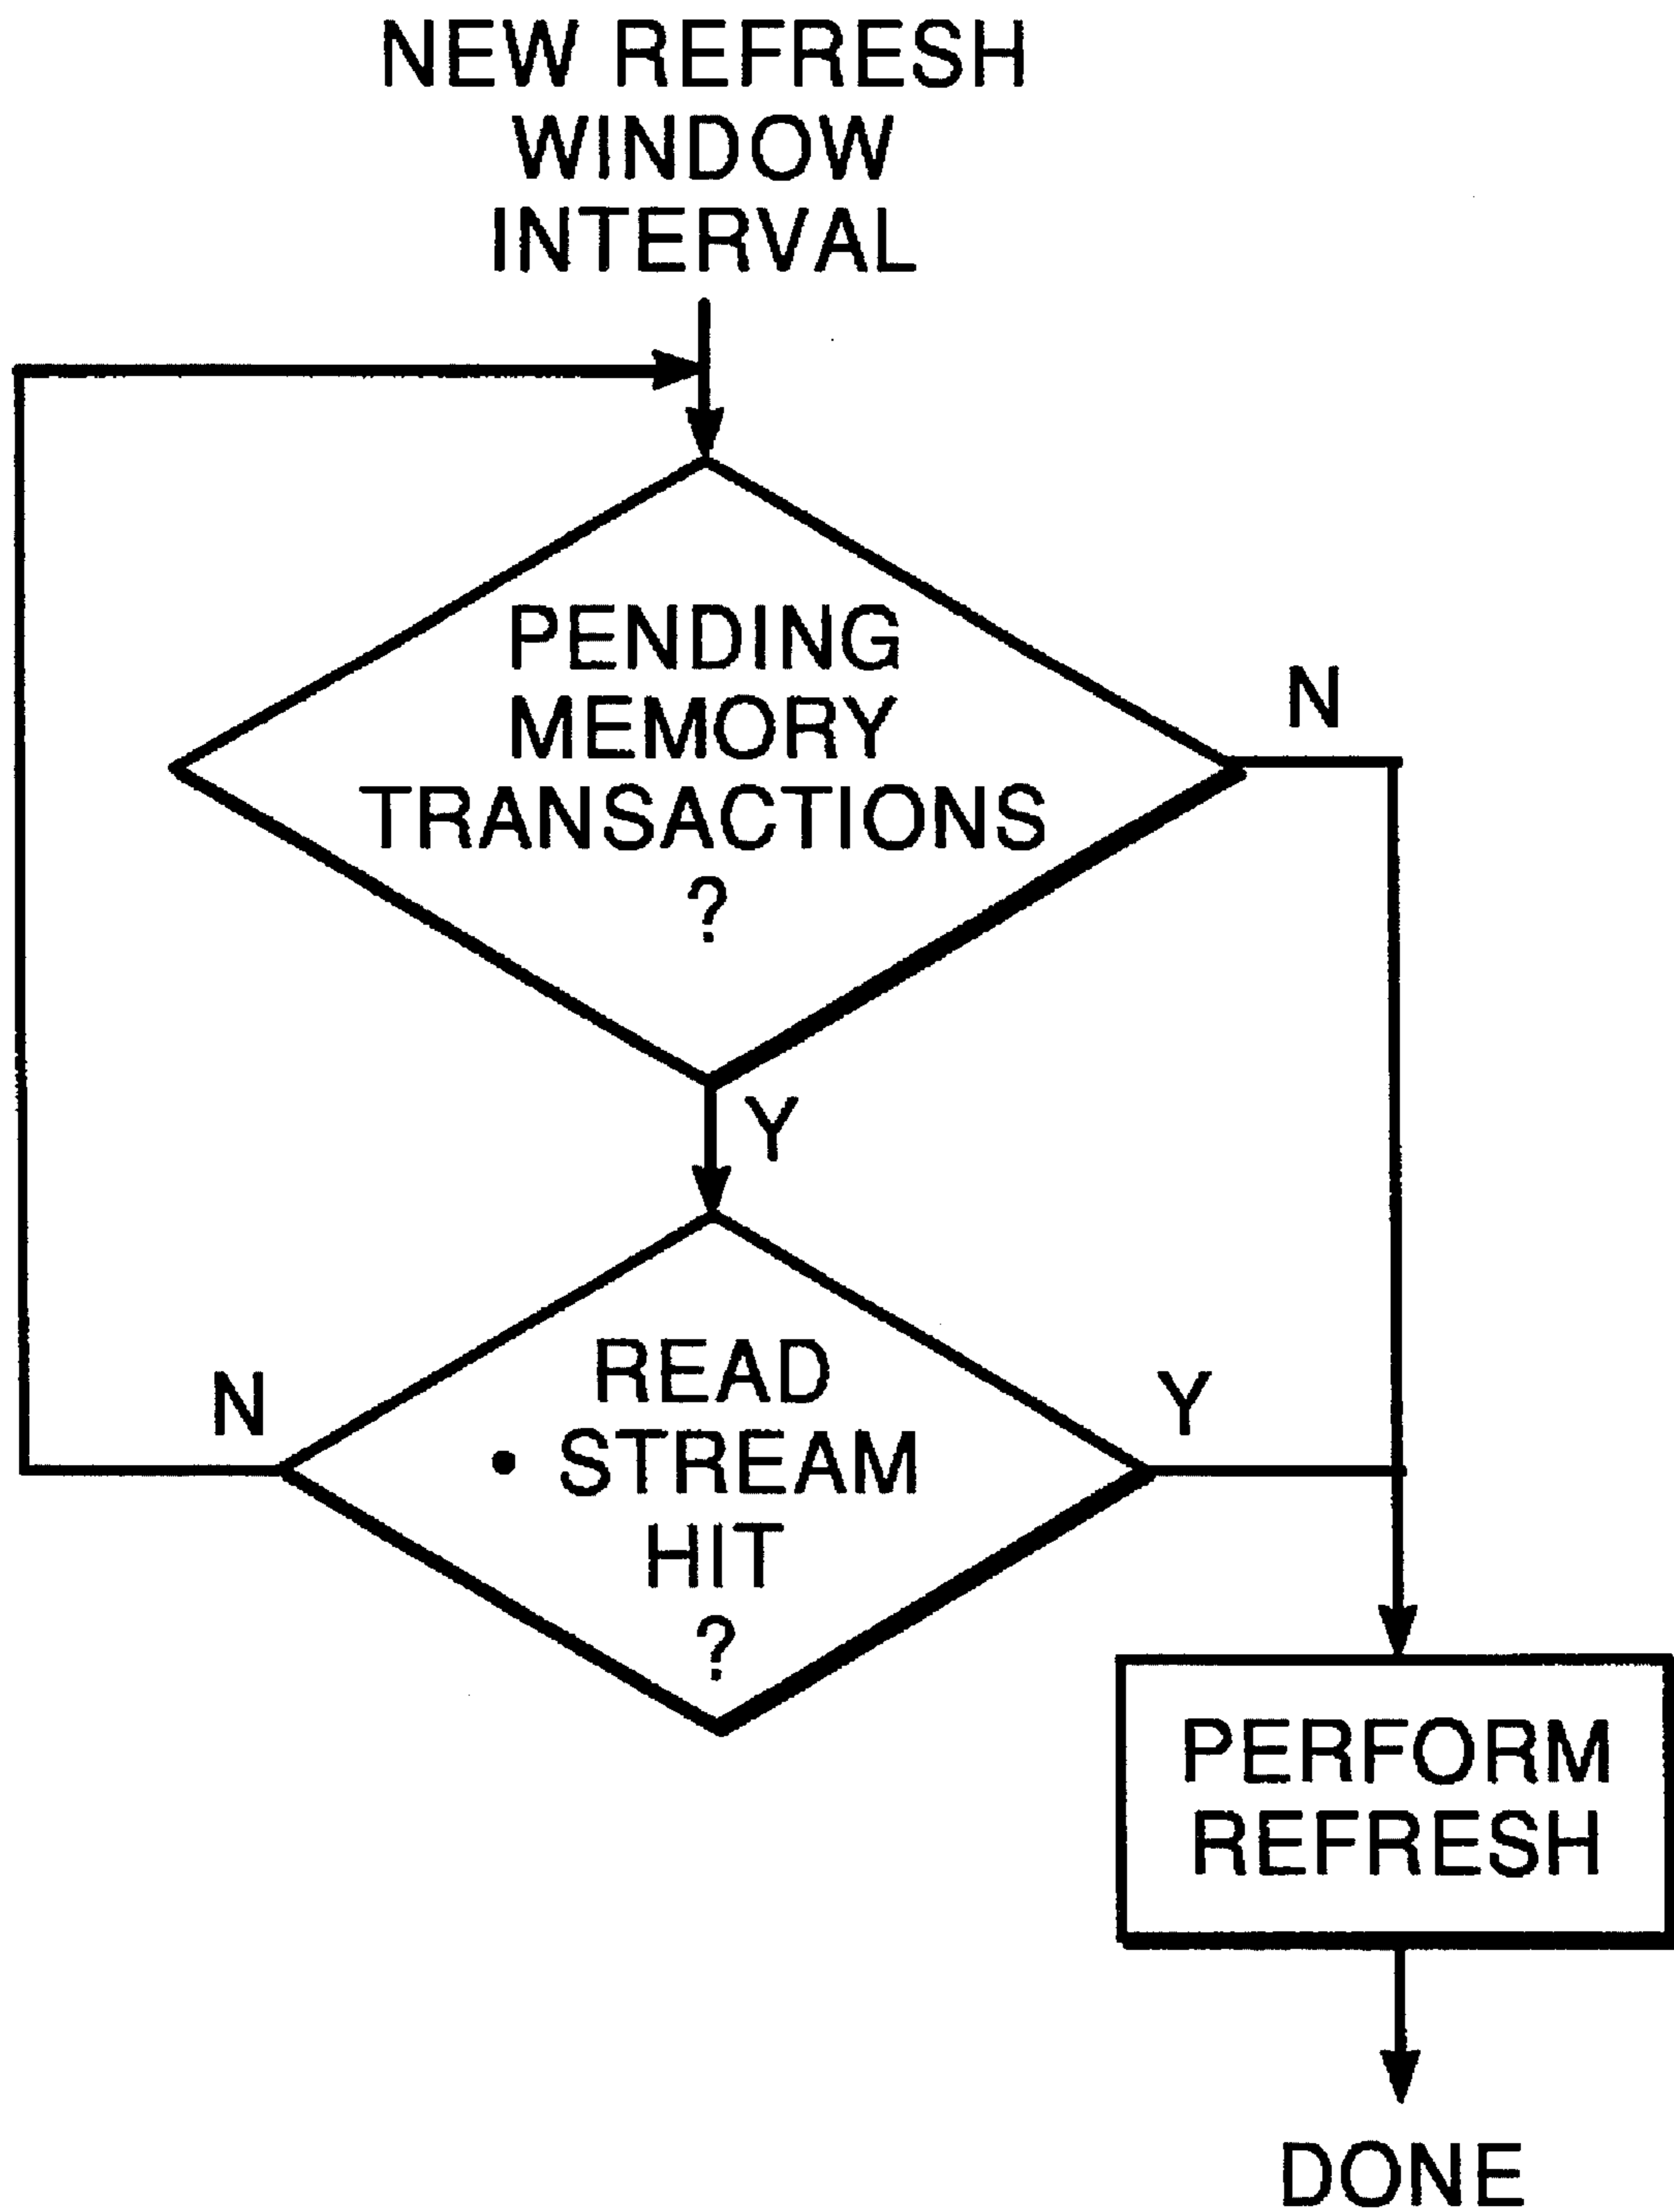 NEW REFRESH
WINDOW
INTERVAL
PENDING
MEMORY
TRANSACTIONS
?
N
Y
READ
• STREAM
HIT
?
N
Y
PERFORM
REFRESH
DONE